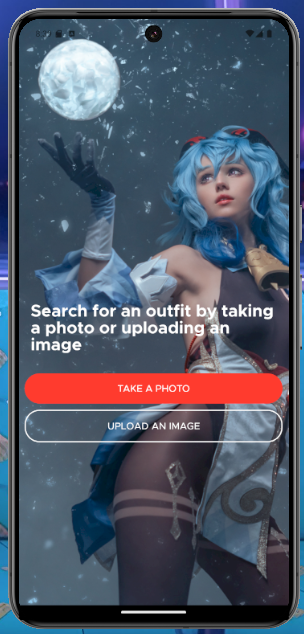 Search for an outfit by taking
a photo or uploading an
image
TAKE A PHOTO
UPLOAD AN IMAGE